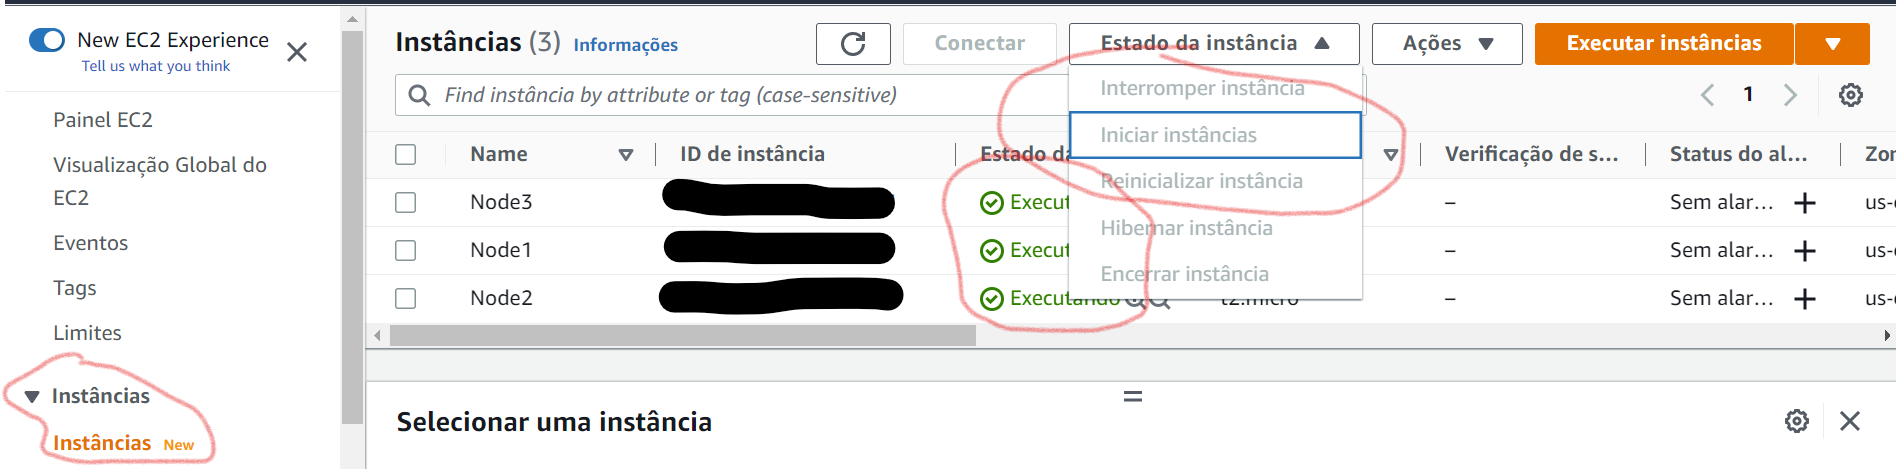 New EC2 Experience
Tell us what you think
Painel EC2
Visualização Global do
EC2
Eventos
Tags
Limites
Instâncias
Instâncias New
Instâncias (3) Informações
Conectar
Estado da instância
Ações
Executar instâncias
Find instância by attribute or tag (case-sensitive)
1
Interromper instância
Iniciar instâncias
Reinicializar instância
Hibernar instância
Encerrar instância
Name ID de instância Estado da Verificação de s... Status do al... Zon
Node3 Execut – Sem alar... us-e
Node1 Execut – Sem alar... us-e
Node2 Executando t2.micro – Sem alar... us-e
Selecionar uma instância